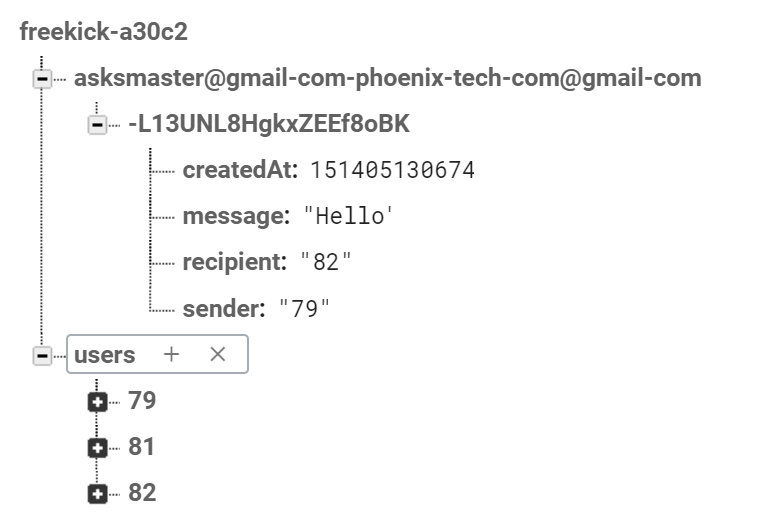 freekick-a30c2
asksmaster@gmail-com-phoenix-tech-com@gmail-com
-L13UNL8HgkxZEEf8oBK
createdAt: 151405130674
message: "Hello'
recipient: "82"
sender: "79"
users + ×
79
81
82